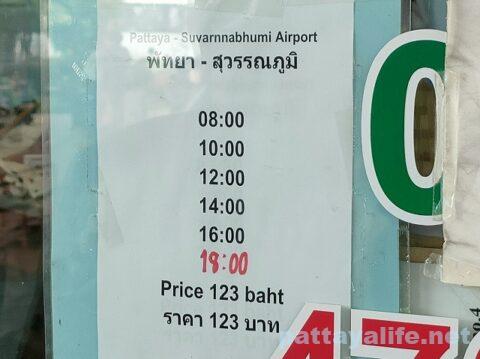 Pattaya - Suvarnnabhumi Airport
พัทยา - สุวรรณภูมิ
08:00
10:00
12:00
14:00
16:00
18:00
Price 123 baht
ราคา 123 บาท
0
pattayalife.net